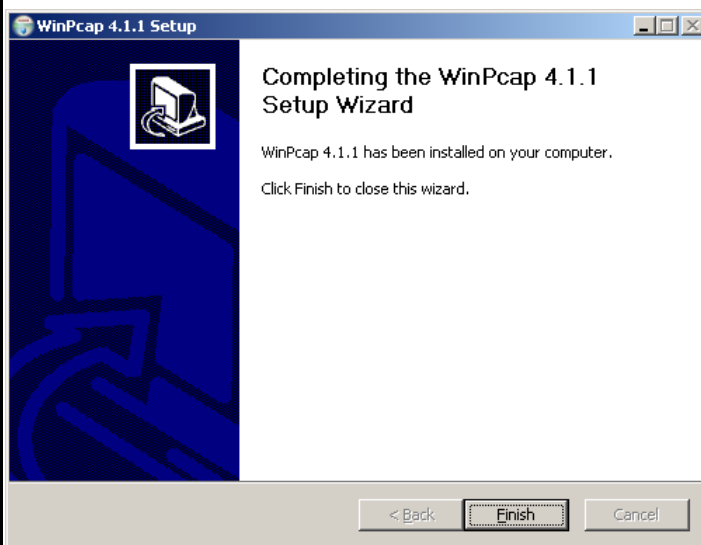 WinPcap 4.1.1 Setup
Completing the WinPcap 4.1.1
Setup Wizard
WinPcap 4.1.1 has been installed on your computer.
Click Finish to close this wizard.
< Back
Finish
Cancel